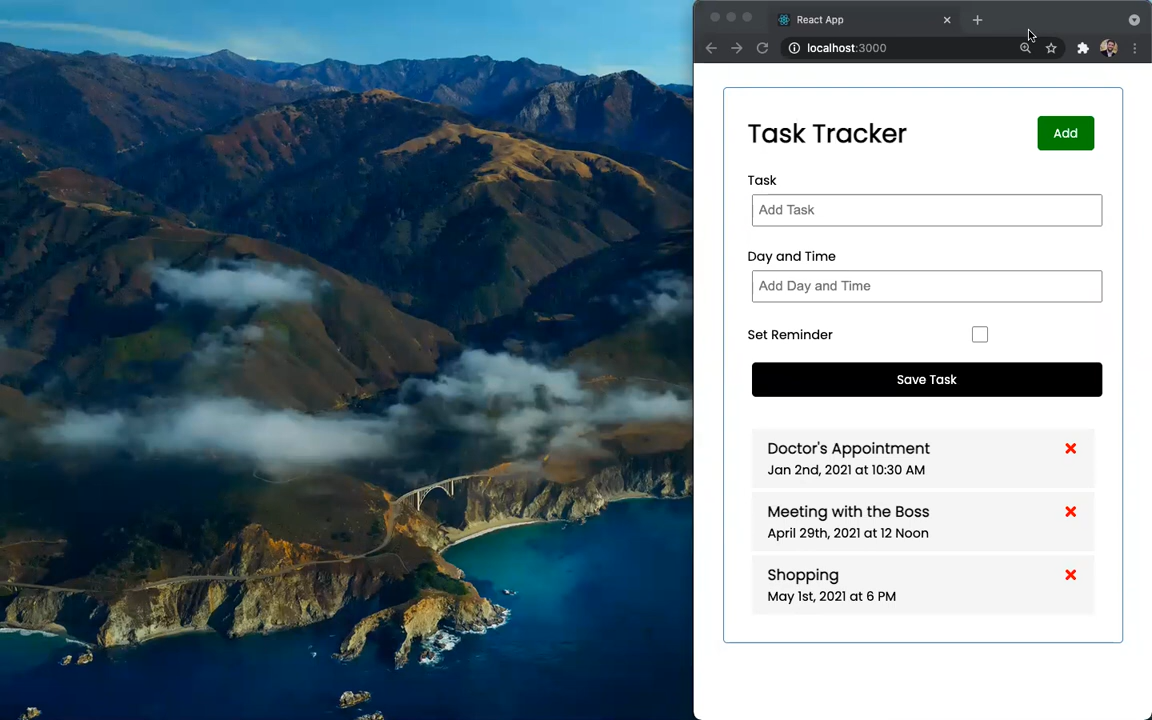 React App
localhost:3000
Task Tracker
Add
Task
Add Task
Day and Time
Add Day and Time
Set Reminder
Save Task
Doctor's Appointment
Jan 2nd, 2021 at 10:30 AM
Meeting with the Boss
April 29th, 2021 at 12 Noon
Shopping
May 1st, 2021 at 6 PM